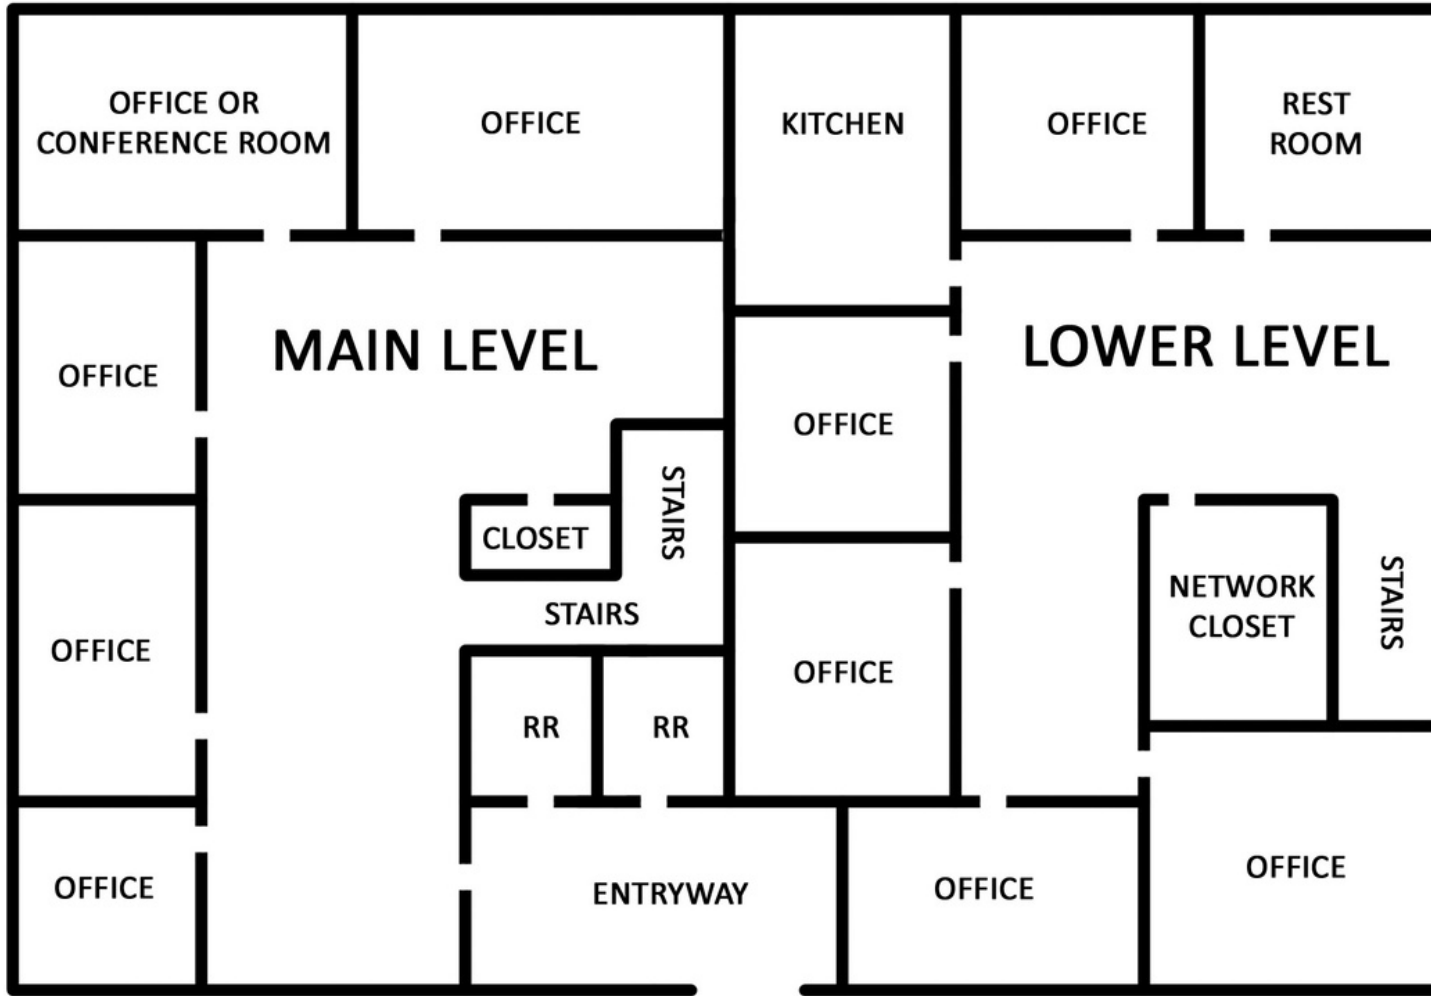 OFFICE OR
CONFERENCE ROOM
OFFICE
KITCHEN
OFFICE
REST
ROOM
MAIN LEVEL
LOWER LEVEL
OFFICE
OFFICE
STAIRS
CLOSET
STAIRS
NETWORK
CLOSET
STAIRS
OFFICE
OFFICE
RR
RR
OFFICE
ENTRYWAY
OFFICE
OFFICE